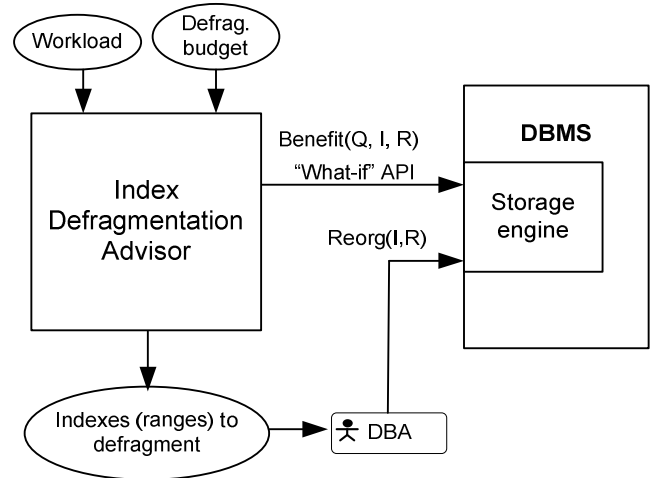 Workload
Defrag.
budget
Benefit(Q, I, R)
“What-if” API
DBMS
Index
Defragmentation
Advisor
Storage
engine
Reorg(I,R)
Indexes (ranges) to
defragment
DBA